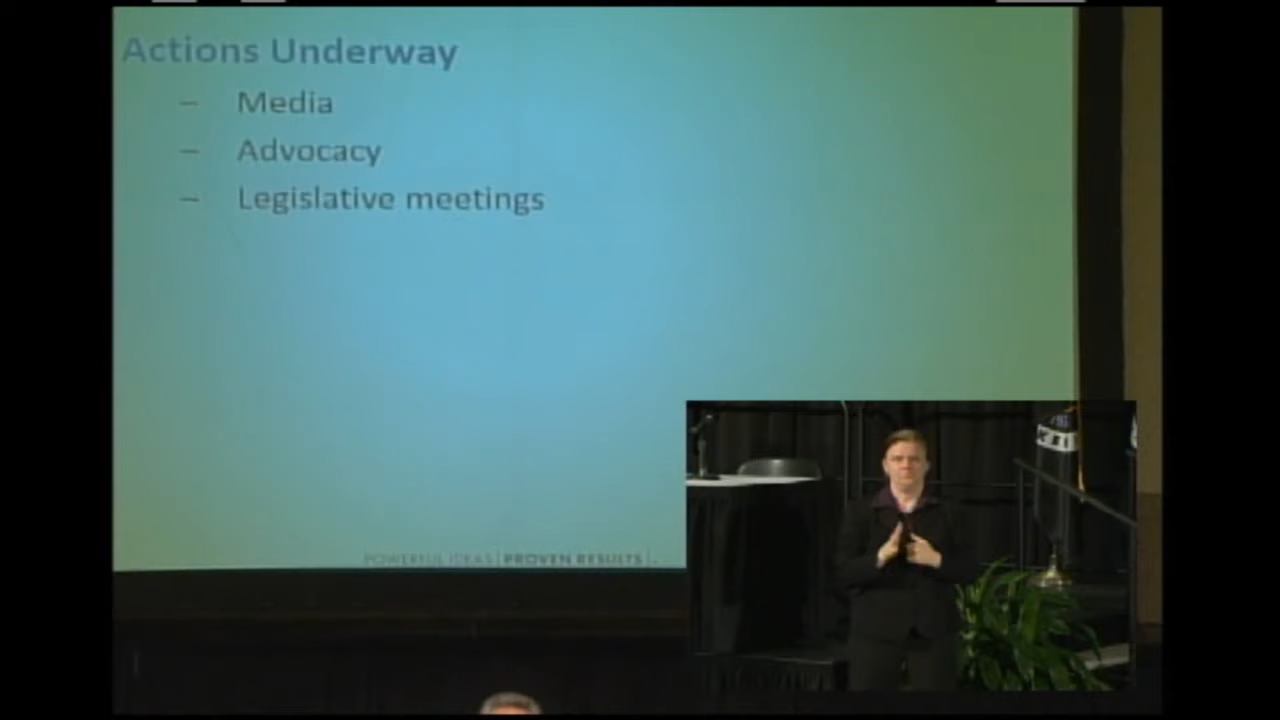 Actions Underway
– Media
– Advocacy
– Legislative meetings
POWERFUL IDEAS | PROVEN RESULTS